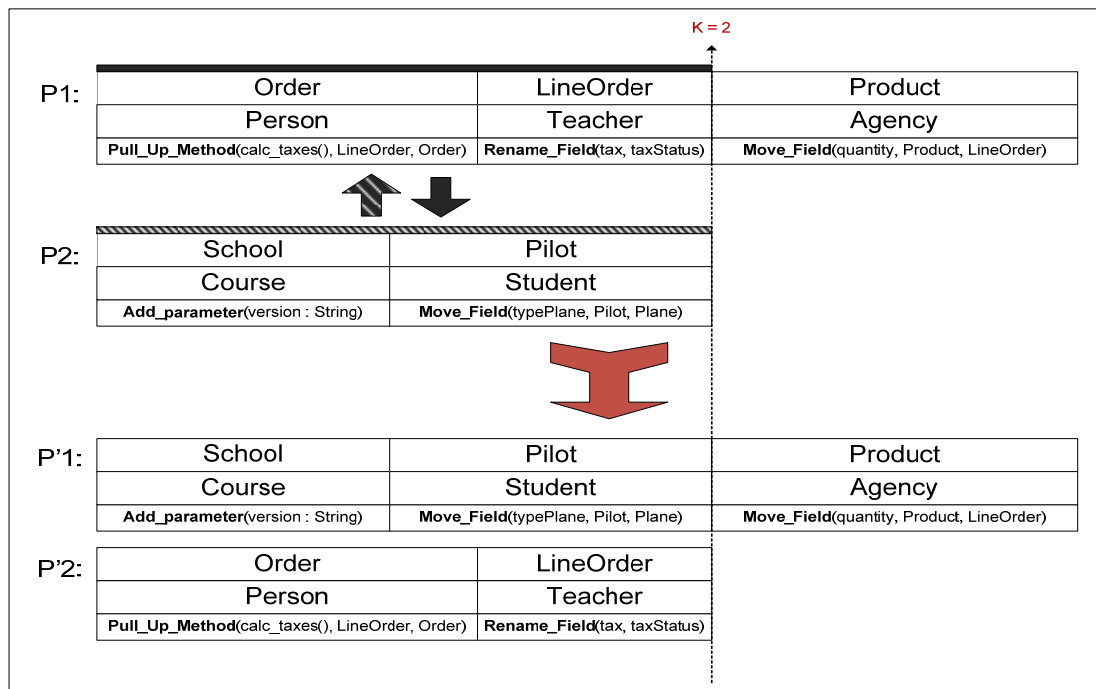 K = 2
P1: Order LineOrder Product
Person Teacher Agency
Pull_Up_Method(calc_taxes(), LineOrder, Order) Rename_Field(tax, taxStatus) Move_Field(quantity, Product, LineOrder)
P2: School Pilot
Course Student
Add_parameter(version : String) Move_Field(typePlane, Pilot, Plane)
P'1: School Pilot Product
Course Student Agency
Add_parameter(version : String) Move_Field(typePlane, Pilot, Plane) Move_Field(quantity, Product, LineOrder)
P'2: Order LineOrder
Person Teacher
Pull_Up_Method(calc_taxes(), LineOrder, Order) Rename_Field(tax, taxStatus)